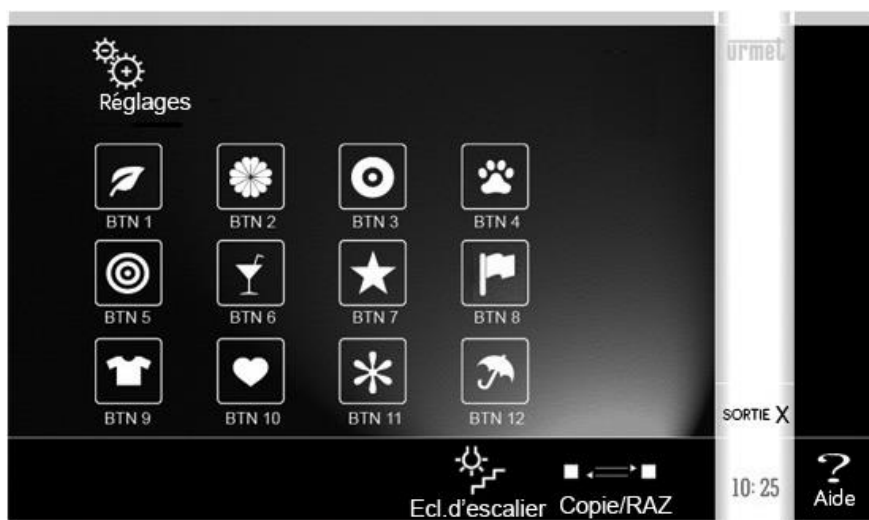 urmet
Réglages
BTN 1
BTN 2
BTN 3
BTN 4
BTN 5
BTN 6
BTN 7
BTN 8
BTN 9
BTN 10
BTN 11
BTN 12
SORTIE X
Ecl.d'escalier
Copie/RAZ
10:25
?
Aide